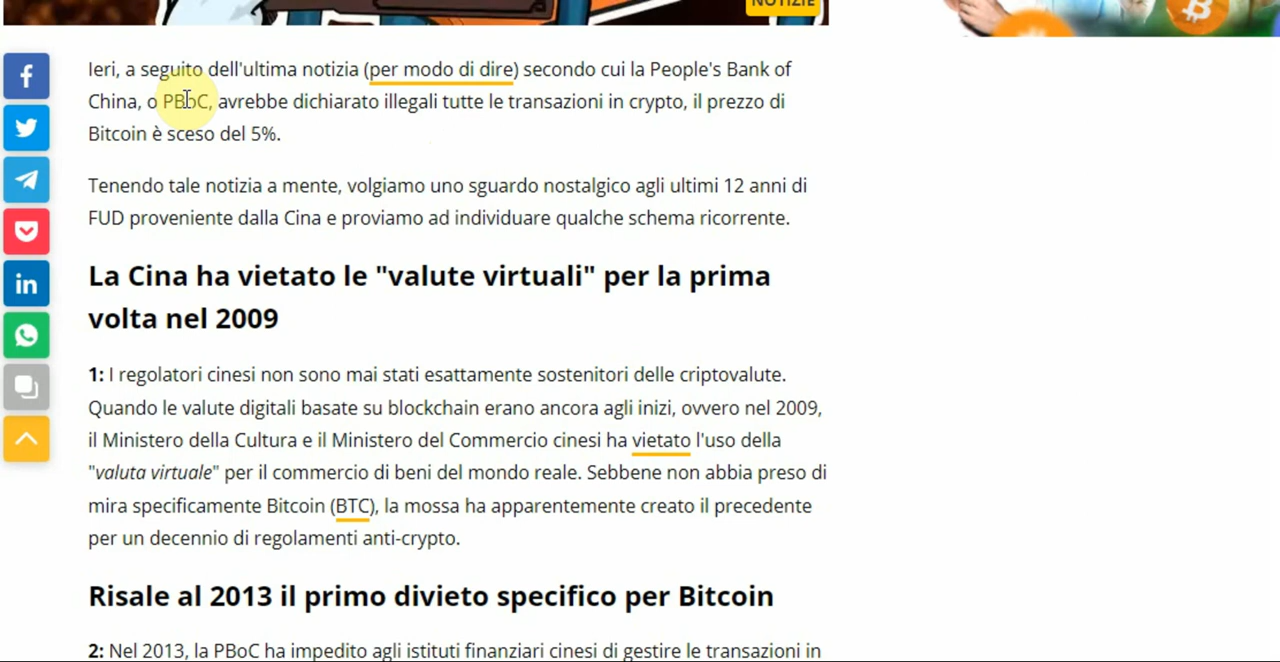 NOTIZIE
Ieri, a seguito dell'ultima notizia (per modo di dire) secondo cui la People's Bank of
China, o PBoC, avrebbe dichiarato illegali tutte le transazioni in crypto, il prezzo di
Bitcoin è sceso del 5%.
Tenendo tale notizia a mente, volgiamo uno sguardo nostalgico agli ultimi 12 anni di
FUD proveniente dalla Cina e proviamo ad individuare qualche schema ricorrente.
La Cina ha vietato le "valute virtuali" per la prima
volta nel 2009
1: I regolatori cinesi non sono mai stati esattamente sostenitori delle criptovalute.
Quando le valute digitali basate su blockchain erano ancora agli inizi, ovvero nel 2009,
il Ministero della Cultura e il Ministero del Commercio cinesi ha vietato l'uso della
"valuta virtuale" per il commercio di beni del mondo reale. Sebbene non abbia preso di
mira specificamente Bitcoin (BTC), la mossa ha apparentemente creato il precedente
per un decennio di regolamenti anti-crypto.
Risale al 2013 il primo divieto specifico per Bitcoin
2: Nel 2013, la PBoC ha impedito agli istituti finanziari cinesi di gestire le transazioni in